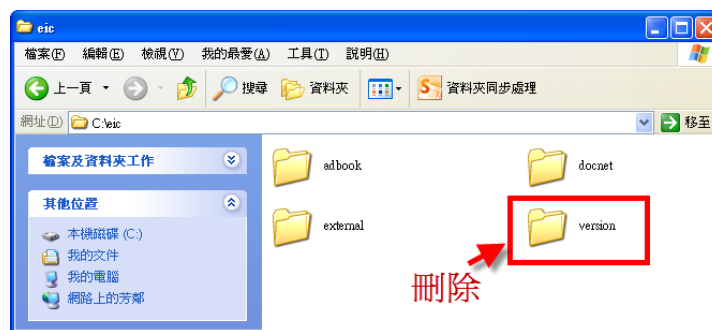 eic
檔案(F) 編輯(E) 檢視(V) 我的最愛(A) 工具(T) 說明(H)
上一頁 搜尋 資料夾 資料夾同步處理
網址(D) C:\eic 移至
檔案及資料夾工作
其他位置
本機磁碟 (C:)
我的文件
我的電腦
網路上的芳鄰
adbook docnet
external version
刪除